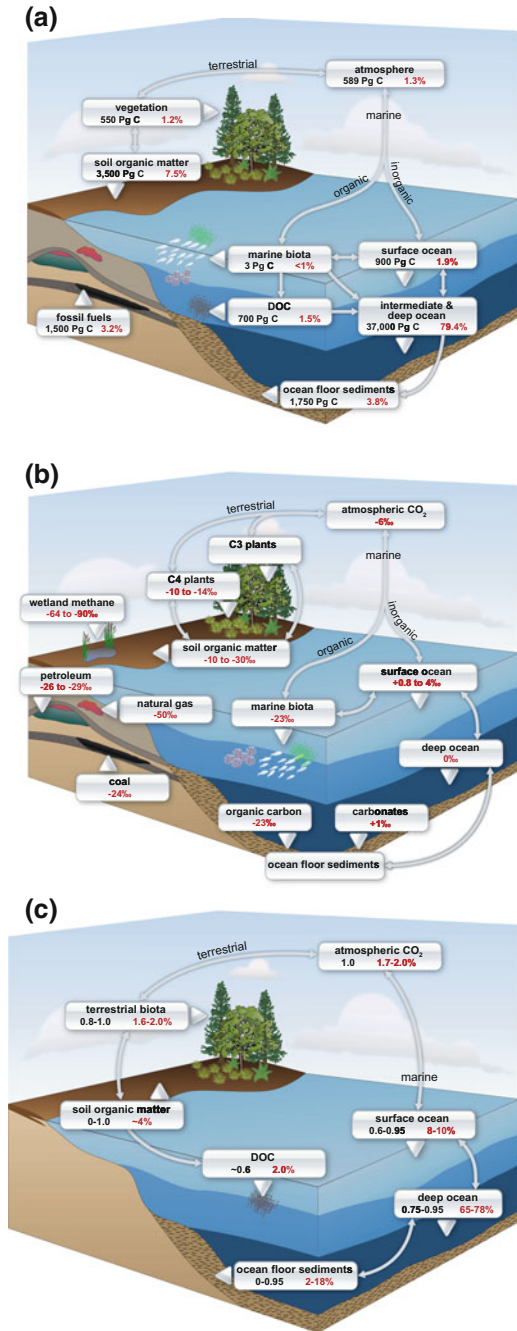 (a)
terrestrial
atmosphere
589 Pg C 1.3%
vegetation
550 Pg C 1.2%
marine
soil organic matter
3,500 Pg C 7.5%
organic
inorganic
marine biota
3 Pg C <1%
surface ocean
900 Pg C 1.9%
DOC
700 Pg C 1.5%
intermediate &
deep ocean
37,000 Pg C 79.4%
fossil fuels
1,500 Pg C 3.2%
ocean floor sediments
1,750 Pg C 3.8%
(b)
terrestrial
atmospheric CO₂
-6‰
C3 plants
marine
C4 plants
-10 to -14‰
wetland methane
-64 to -90‰
soil organic matter
-10 to -30‰
organic
inorganic
petroleum
-26 to -29‰
surface ocean
+0.8 to 4‰
natural gas
-50‰
marine biota
-23‰
deep ocean
0‰
coal
-24‰
organic carbon
-23‰
carbonates
+1‰
ocean floor sediments
(c)
terrestrial
atmospheric CO₂
1.0 1.7-2.0%
terrestrial biota
0.8-1.0 1.6-2.0%
marine
soil organic matter
0-1.0 ~4%
surface ocean
0.6-0.95 8-10%
DOC
~0.6 2.0%
deep ocean
0.75-0.95 65-78%
ocean floor sediments
0-0.95 2-18%